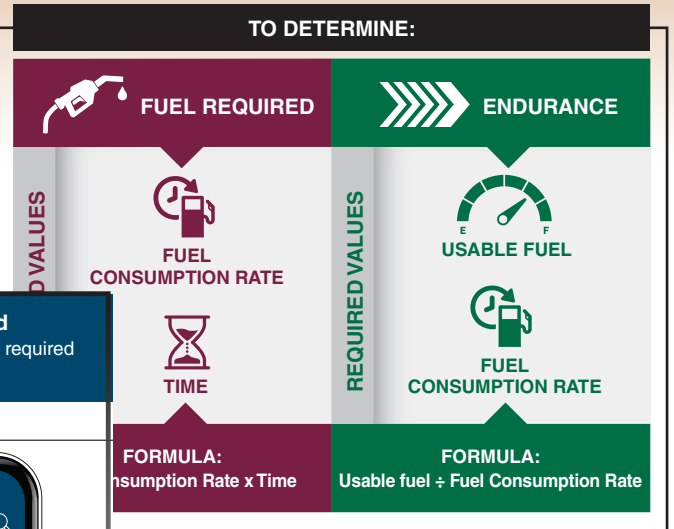 TO DETERMINE:
FUEL REQUIRED
VALUES
FUEL
CONSUMPTION RATE
TIME
FORMULA:
nsumption Rate x Time
ENDURANCE
REQUIRED VALUES
E F
USABLE FUEL
FUEL
CONSUMPTION RATE
FORMULA:
Usable fuel ÷ Fuel Consumption Rate
d
required